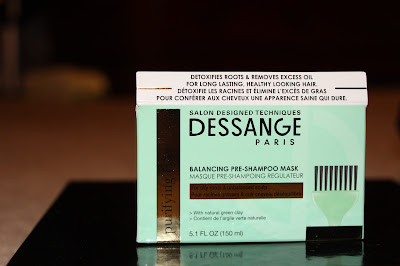 DETOXIFIES ROOTS & REMOVES EXCESS OIL
FOR LONG LASTING, HEALTHY LOOKING HAIR.
DÉTOXIFIE LES RACINES ET ÉLIMINE L'EXCÈS DE GRAS
POUR CONFÉRER AUX CHEVEUX UNE APPARENCE SAINE QUI DURE.
SALON DESIGNED TECHNIQUES
DESSANGE
PARIS
BALANCING PRE-SHAMPOO MASK
MASQUE PRE-SHAMPOING REGULATEUR
purifying
> With natural green clay
> Contient de l'argile verte naturelle
5.1 FL OZ (150 ml)